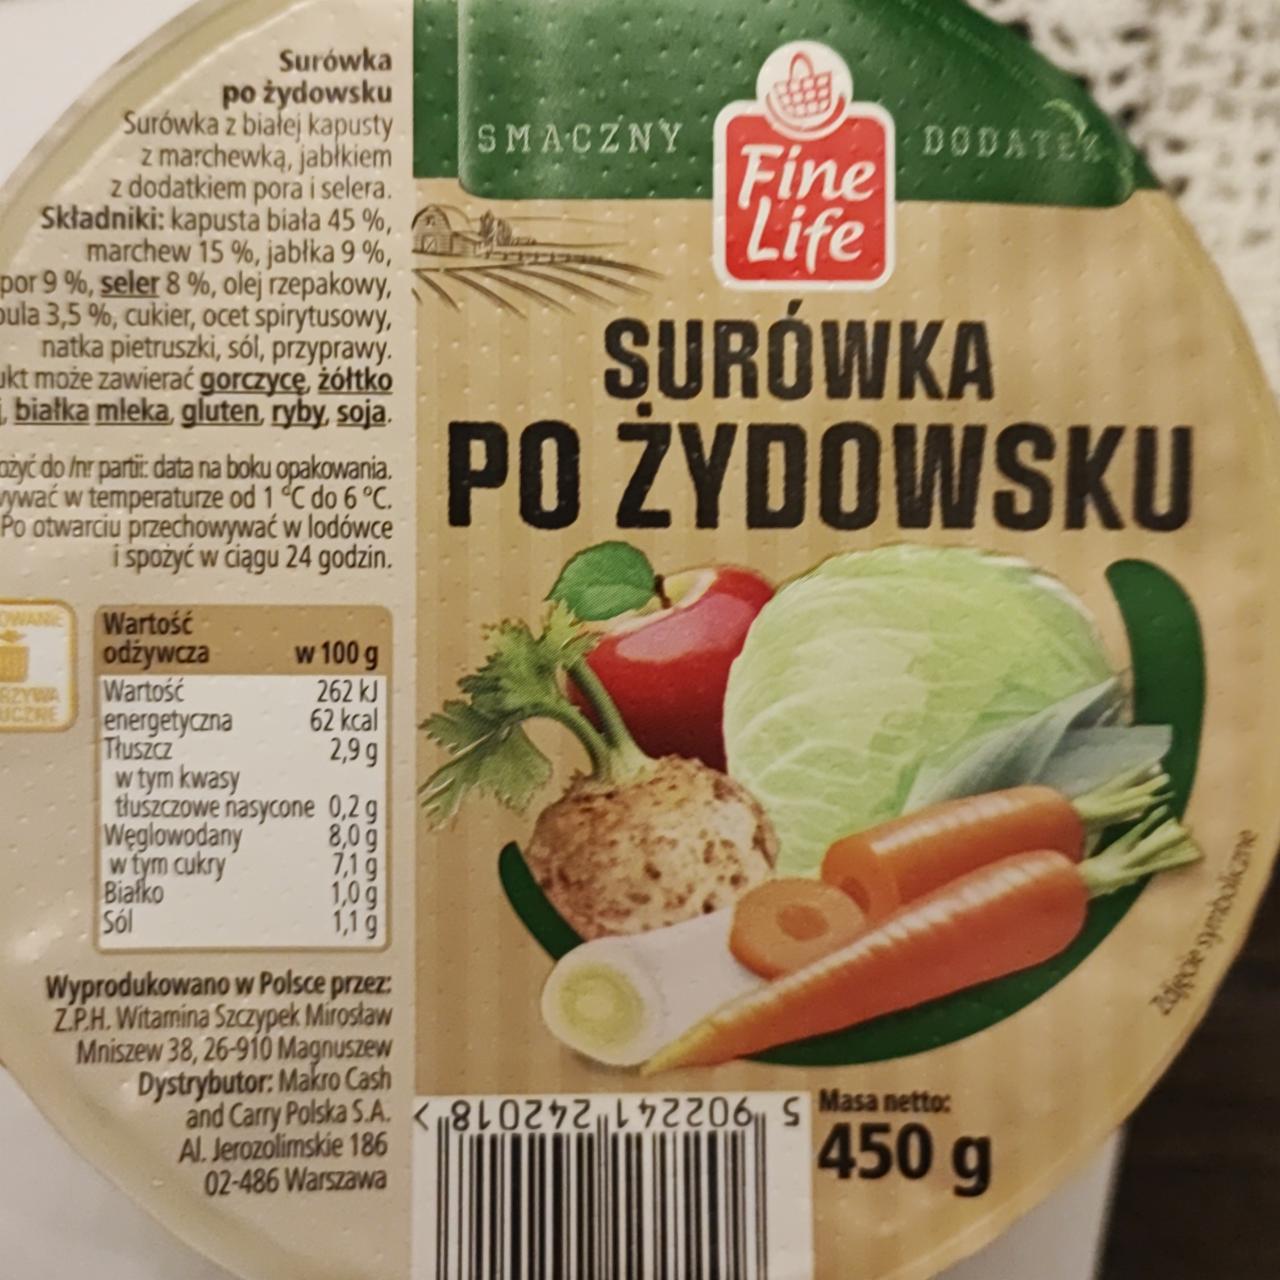 Surówka
po żydowsku
Surówka z białej kapusty
z marchewką, jabłkiem
z dodatkiem pora i selera.
Składniki: kapusta biała 45 %,
marchew 15 %, jabłka 9 %,
por 9 %, seler 8 %, olej rzepakowy,
3,5 %, cukier, ocet spirytusowy,
natka pietruszki, sól, przyprawy.
może zawierać gorczycę, żółtko
, białka mleka, gluten, ryby, soja.
do /nr partii: data na boku opakowania.
w temperaturze od 1 °C do 6 °C.
Po otwarciu przechowywać w lodówce
i spożyć w ciągu 24 godzin.
Wartość
odżywcza w 100 g
Wartość 262 kJ
energetyczna 62 kcal
Tłuszcz 2,9 g
w tym kwasy
tłuszczowe nasycone 0,2 g
Węglowodany 8,0 g
w tym cukry 7,1 g
Białko 1,0 g
Sól 1,1 g
Wyprodukowano w Polsce przez:
Z.P.H. Witamina Szczypek Mirosław
Mniszew 38, 26-910 Magnuszew
Dystrybutor: Makro Cash
and Carry Polska S.A.
Al. Jerozolimskie 186
02-486 Warszawa
SMACZNY DODATEK
Fine
Life
SURÓWKA
PO ŻYDOWSKU
Zdjęcie symboliczne
Masa netto:
450 g
5 902241 242018 >